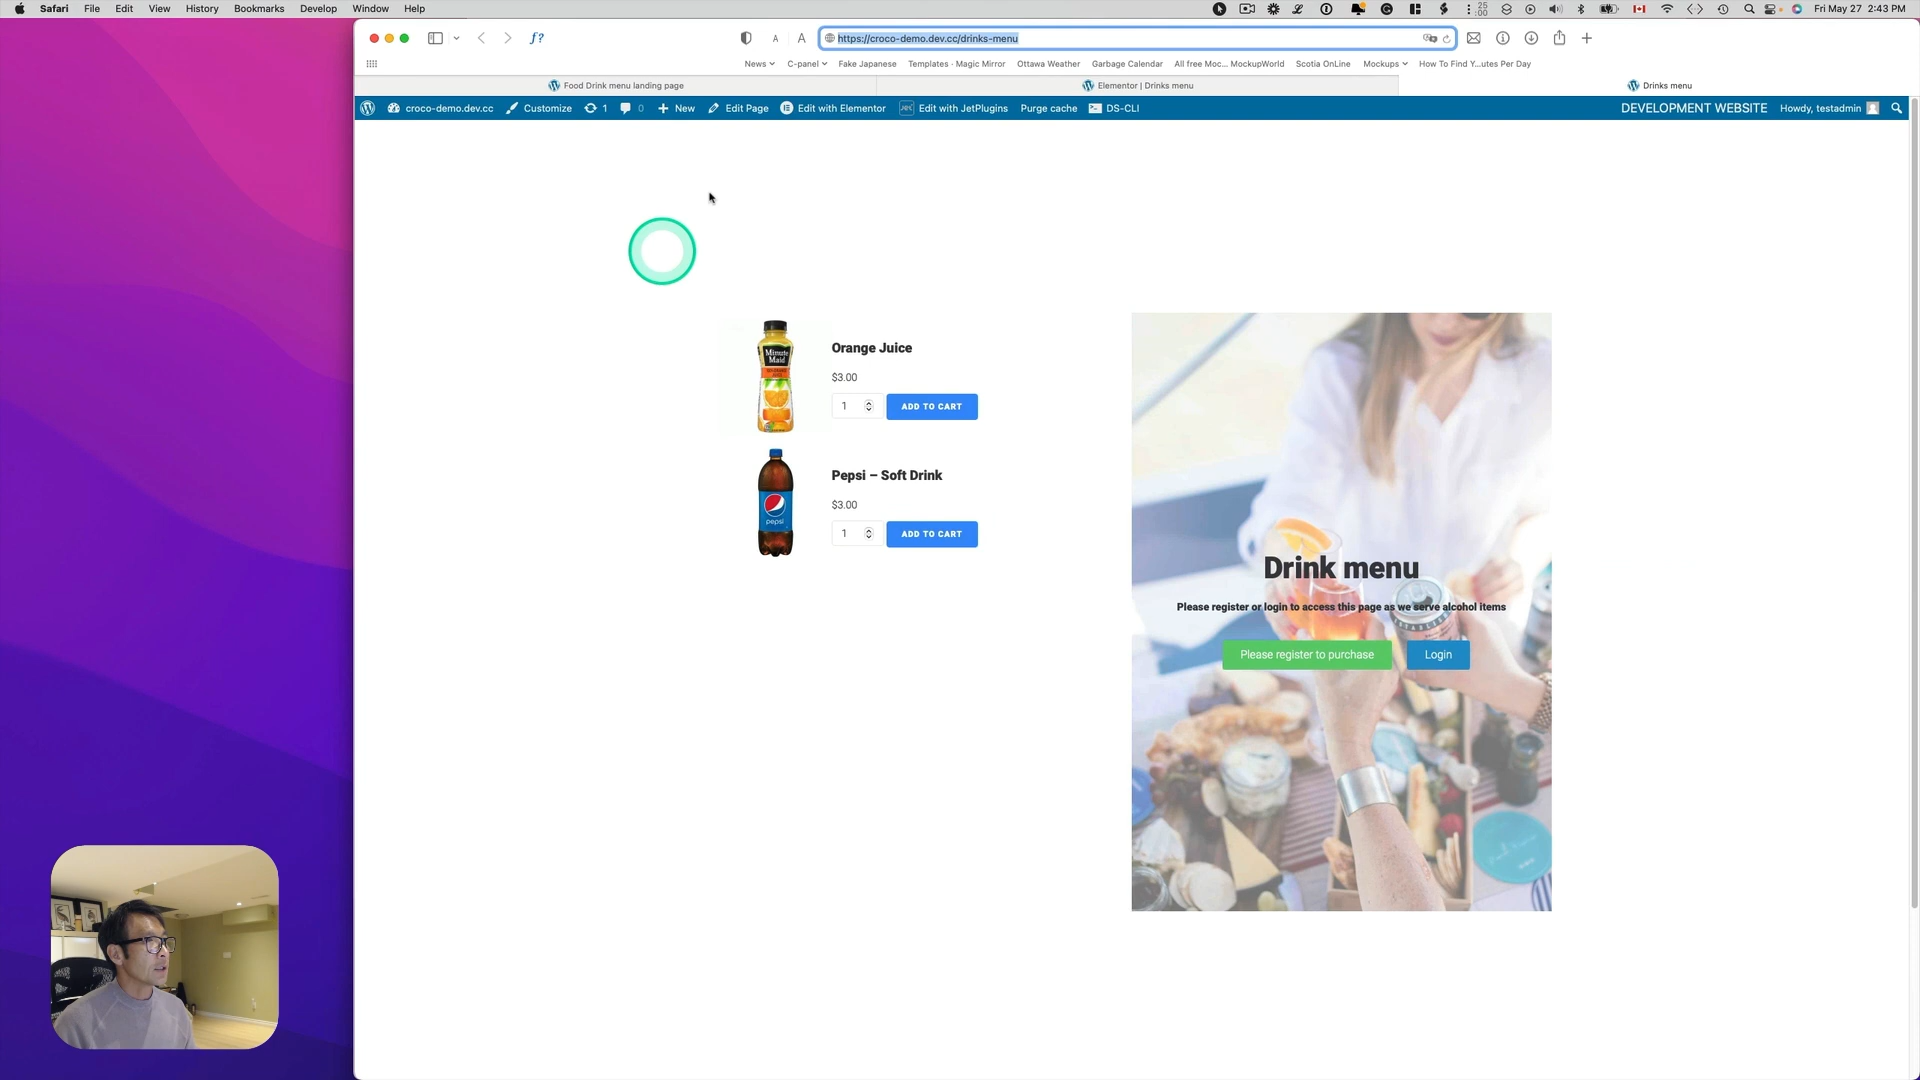 Safari File Edit View History Bookmarks Develop Window Help
25
:00
Fri May 27 2:43 PM
ƒ?
A A
https://croco-demo.dev.cc/drinks-menu
News C-panel Fake Japanese Templates · Magic Mirror Ottawa Weather Garbage Calendar All free Moc... MockupWorld Scotia OnLine Mockups How To Find Y...utes Per Day
Food Drink menu landing page
Elementor | Drinks menu
Drinks menu
croco-demo.dev.cc Customize 1 0 New Edit Page Edit with Elementor Edit with JetPlugins Purge cache DS-CLI
DEVELOPMENT WEBSITE Howdy, testadmin
Minute
Maid
Orange Juice
$3.00
1
ADD TO CART
pepsi
Pepsi – Soft Drink
$3.00
1
ADD TO CART
Drink menu
Please register or login to access this page as we serve alcohol items
Please register to purchase
Login